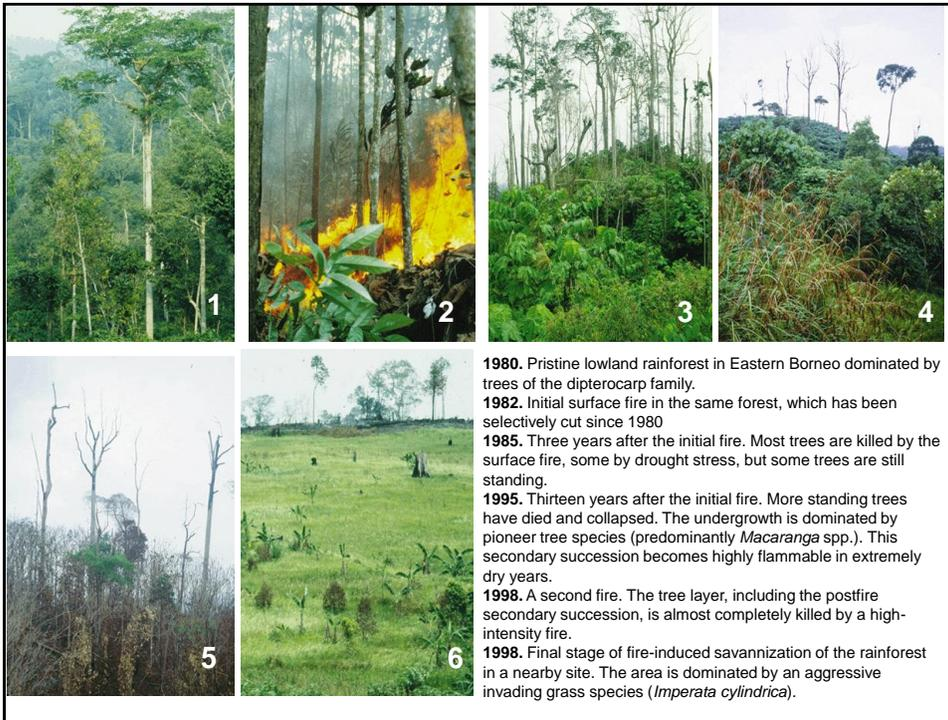 1
2
3
4
5
6
1980. Pristine lowland rainforest in Eastern Borneo dominated by
trees of the dipterocarp family.
1982. Initial surface fire in the same forest, which has been
selectively cut since 1980
1985. Three years after the initial fire. Most trees are killed by the
surface fire, some by drought stress, but some trees are still
standing.
1995. Thirteen years after the initial fire. More standing trees
have died and collapsed. The undergrowth is dominated by
pioneer tree species (predominantly Macaranga spp.). This
secondary succession becomes highly flammable in extremely
dry years.
1998. A second fire. The tree layer, including the postfire
secondary succession, is almost completely killed by a high-
intensity fire.
1998. Final stage of fire-induced savannization of the rainforest
in a nearby site. The area is dominated by an aggressive
invading grass species (Imperata cylindrica).